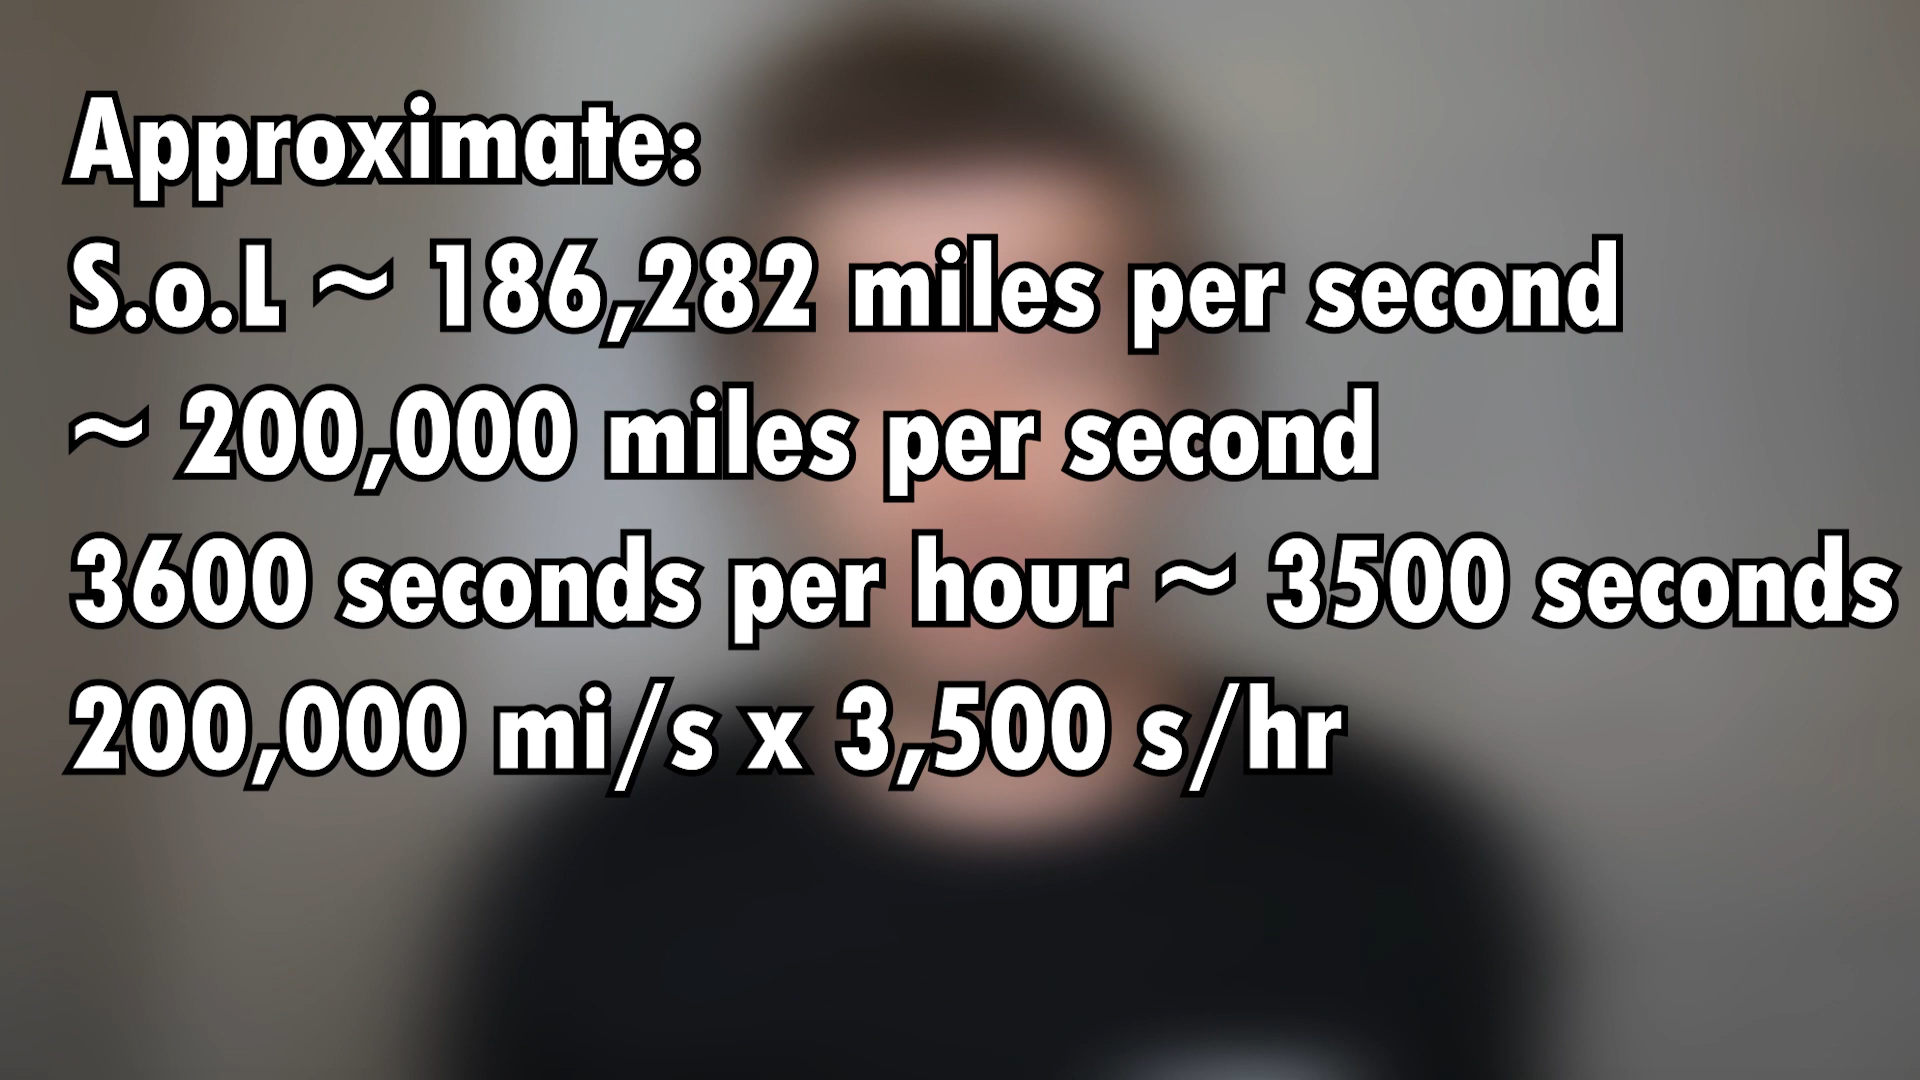 Approximate:
S.o.L ~ 186,282 miles per second
~ 200,000 miles per second
3600 seconds per hour ~ 3500 seconds
200,000 mi/s x 3,500 s/hr